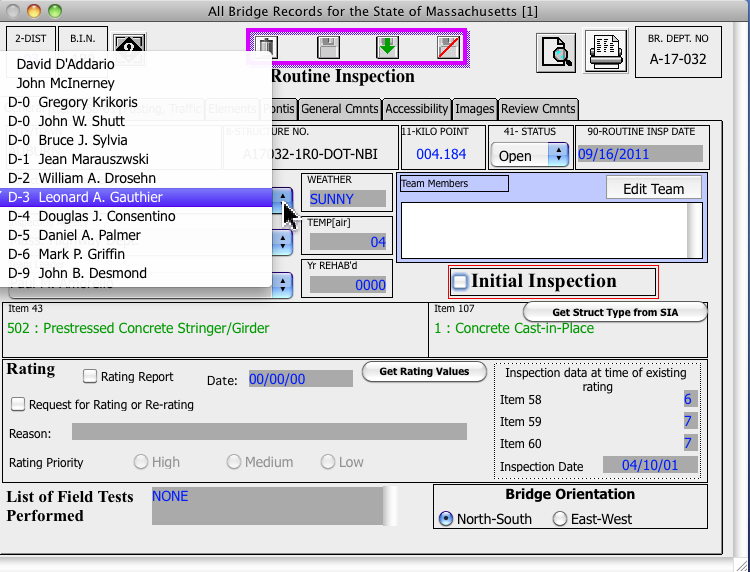 All Bridge Records for the State of Massachusetts [1]
2-DIST
B.I.N.
BR. DEPT. NO
A-17-032
Routine Inspection
David D'Addario
John McInerney
D-0 Gregory Krikoris
D-0 John W. Shutt
D-0 Bruce J. Sylvia
D-1 Jean Marauszwski
D-2 William A. Drosehn
D-3 Leonard A. Gauthier
D-4 Douglas J. Consentino
D-5 Daniel A. Palmer
D-6 Mark P. Griffin
D-9 John B. Desmond
Traffic
Elements
Pontis
General Cmnts
Accessibility
Images
Review Cmnts
8-STRUCTURE NO.
A17032-1R0-DOT-NBI
11-KILO POINT
004.184
41- STATUS
Open
90-ROUTINE INSP DATE
09/16/2011
WEATHER
SUNNY
TEMP[air]
04
Yr REHAB'd
0000
Team Members
Edit Team
Initial Inspection
Item 43
502 : Prestressed Concrete Stringer/Girder
Item 107
Get Struct Type from SIA
1 : Concrete Cast-in-Place
Rating
Rating Report
Date:
00/00/00
Get Rating Values
Request for Rating or Re-rating
Reason:
Rating Priority
High
Medium
Low
Inspection data at time of existing
rating
Item 58
6
Item 59
7
Item 60
7
Inspection Date
04/10/01
List of Field Tests
Performed
NONE
Bridge Orientation
North-South
East-West